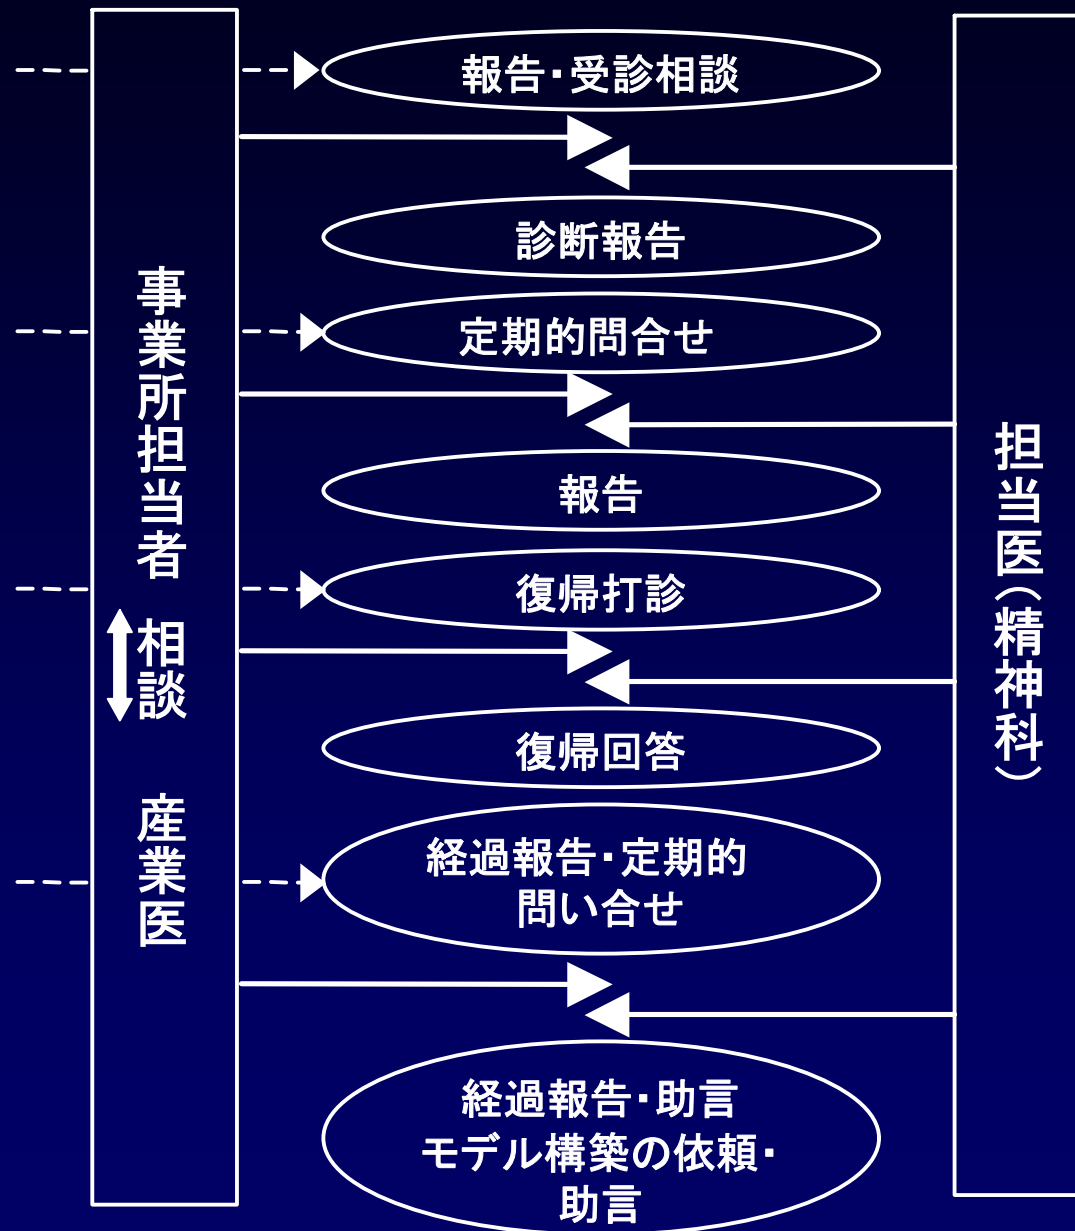 事業所担当者
相談
産業医
報告・受診相談
診断報告
定期的問合せ
報告
復帰打診
復帰回答
経過報告・定期的
問い合せ
経過報告・助言
モデル構築の依頼・
助言
担当医(精神科)